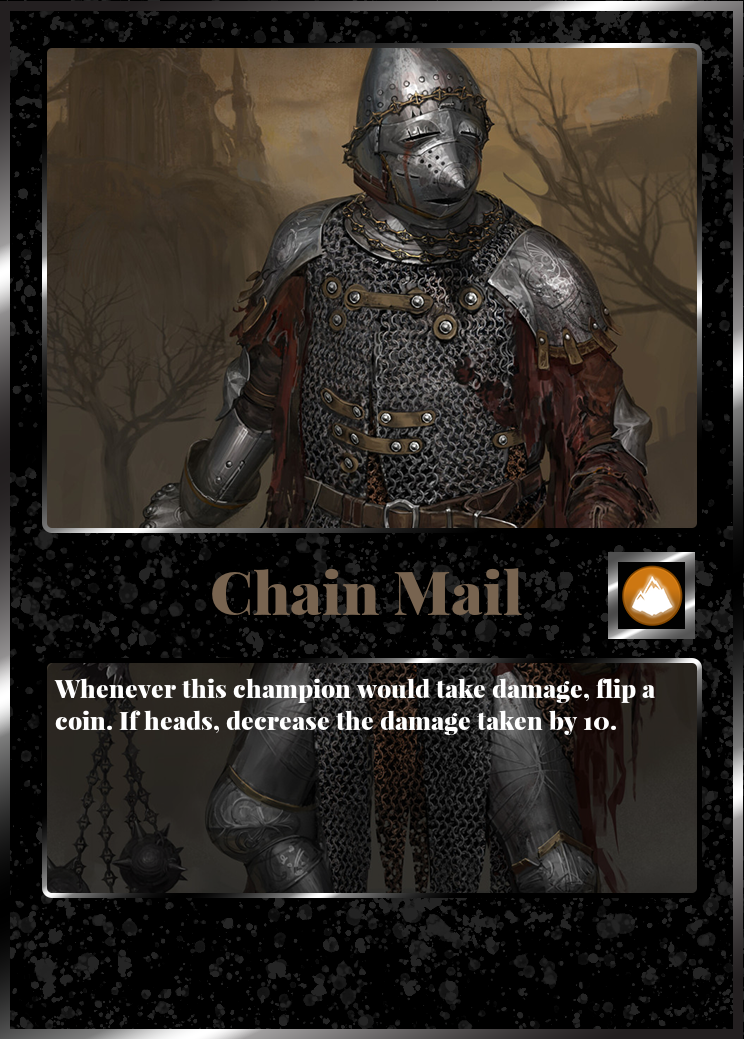 Chain Mail
Whenever this champion would take damage, flip a
coin. If heads, decrease the damage taken by 10.